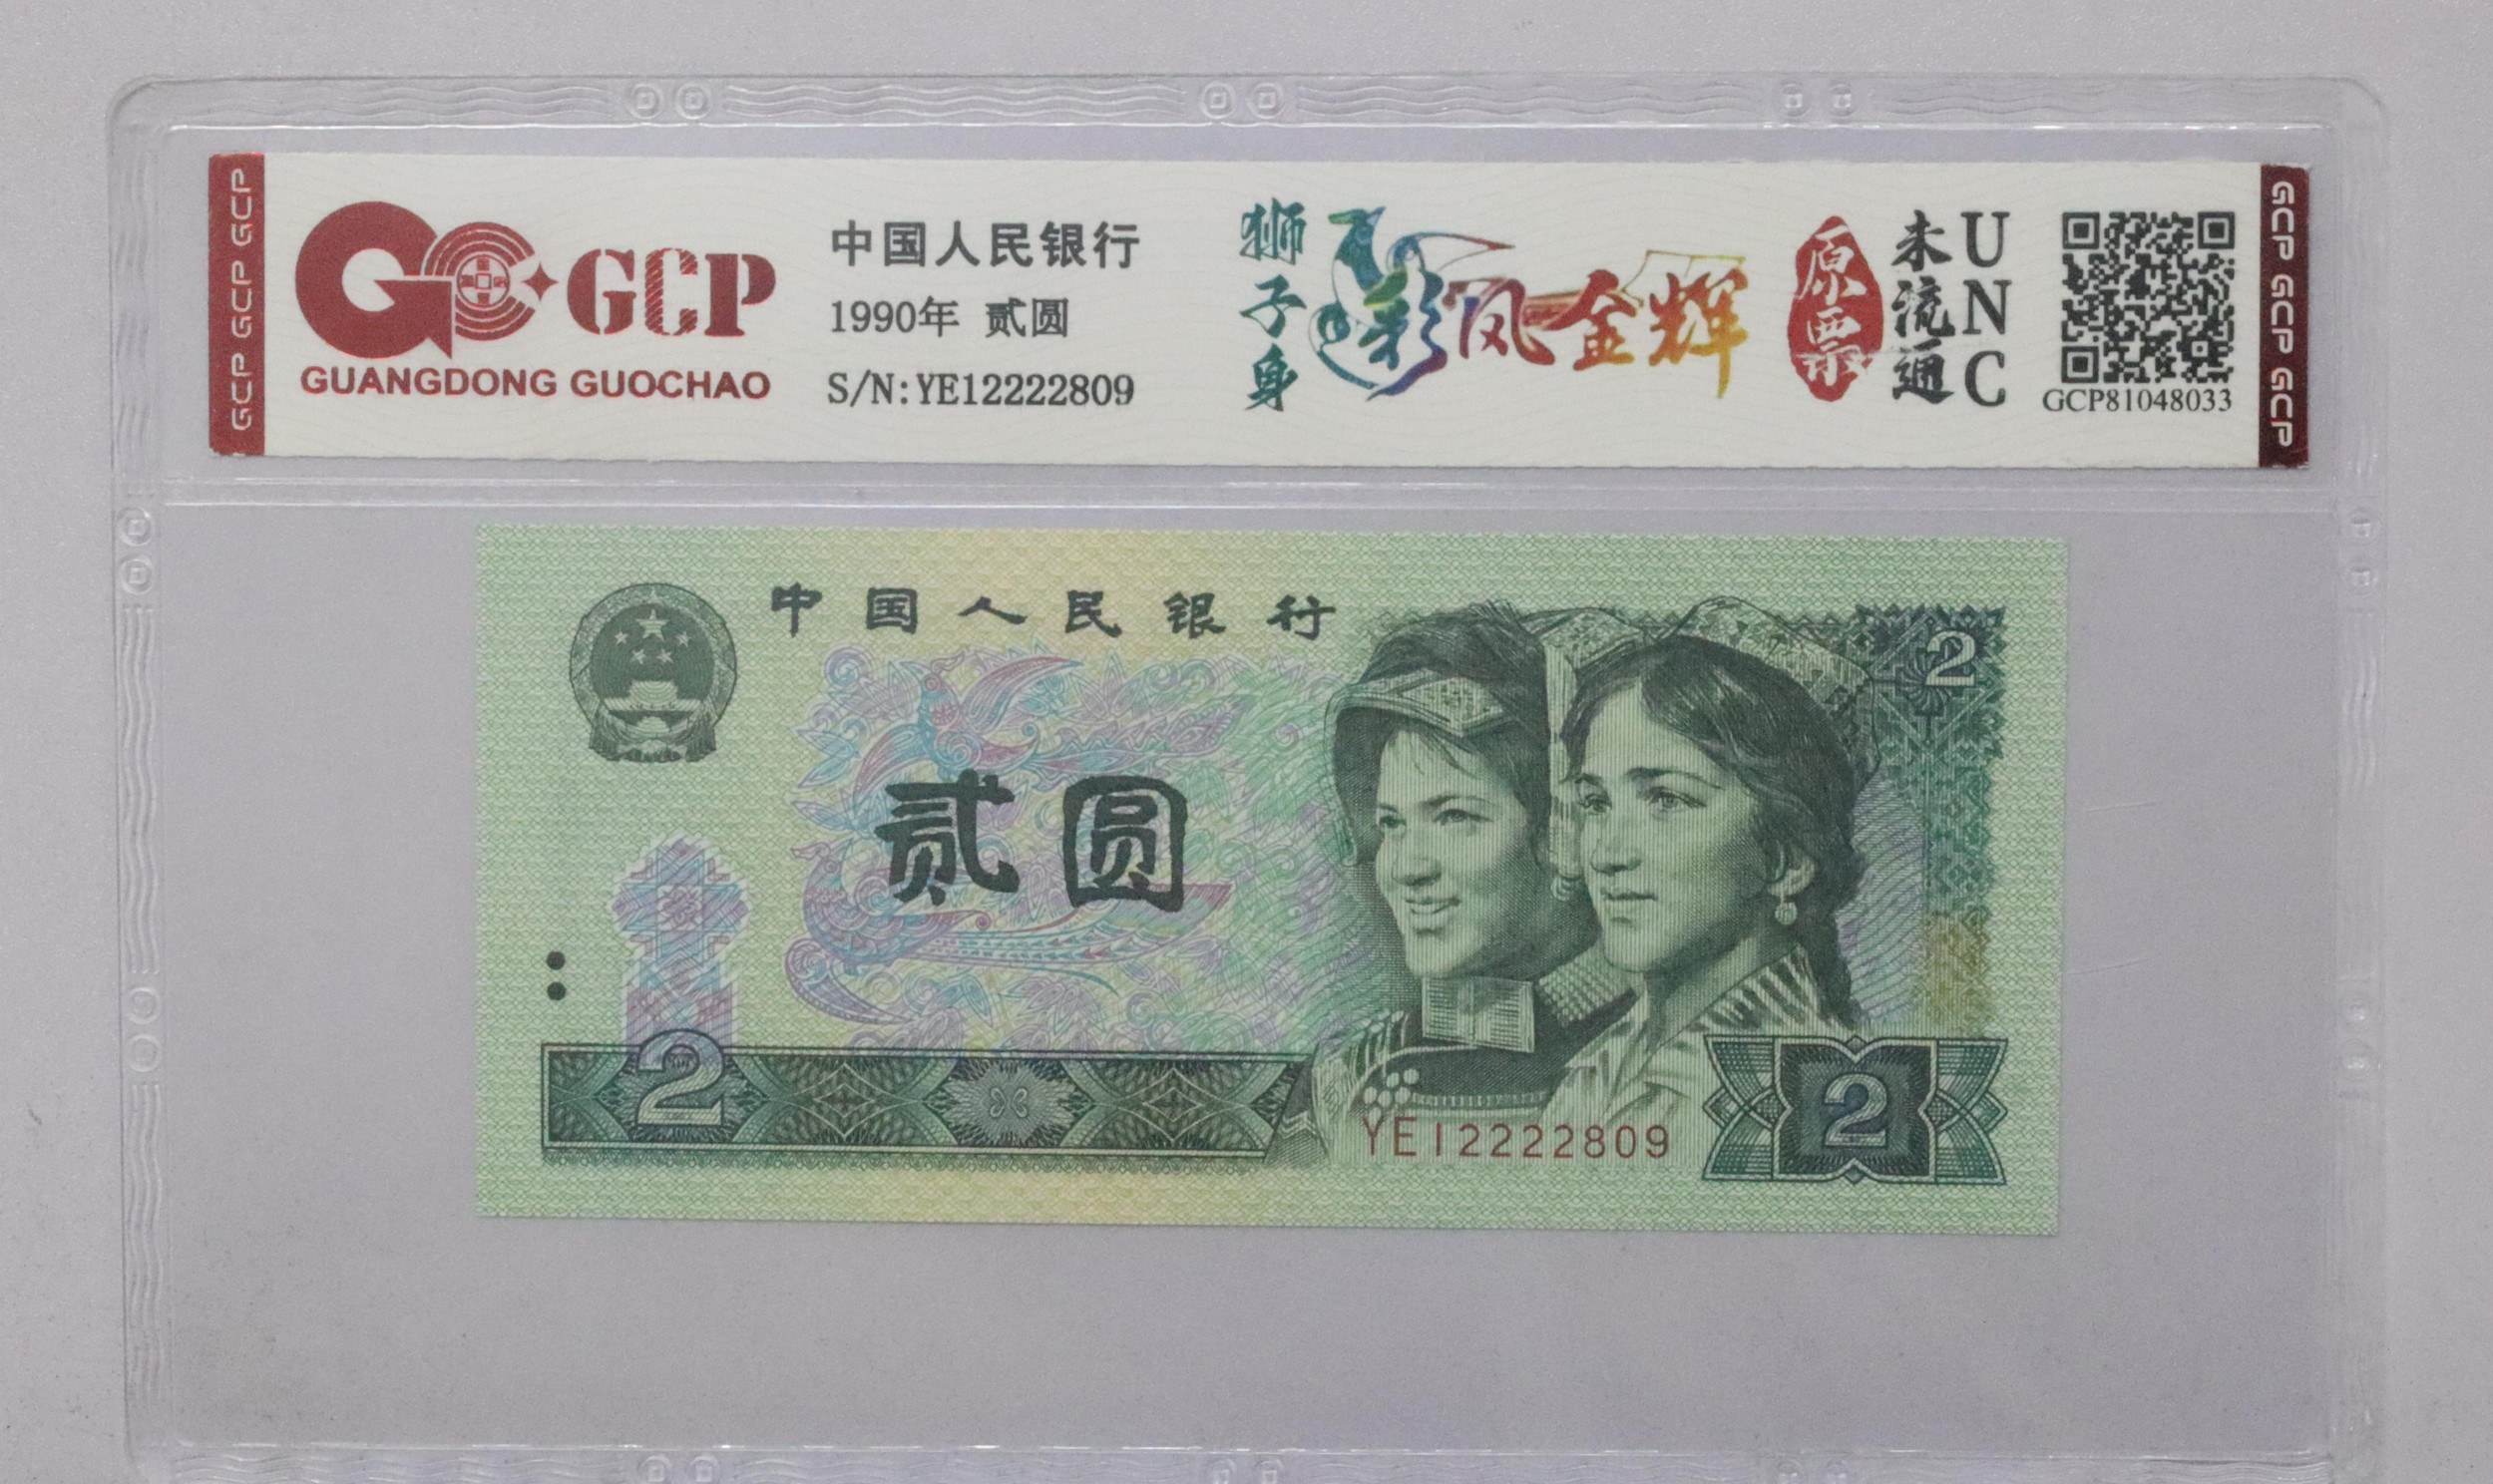 GCP GCP GCP
GCP
GUANGDONG GUOCHAO
中国人民银行
1990年 贰圆
S/N:YE12222809
狮子身
彩凤金辉
原票
未流通
UNC
GCP81048033
GCP GCP GCP
中国人民银行
2
贰圆
2
YE12222809
2